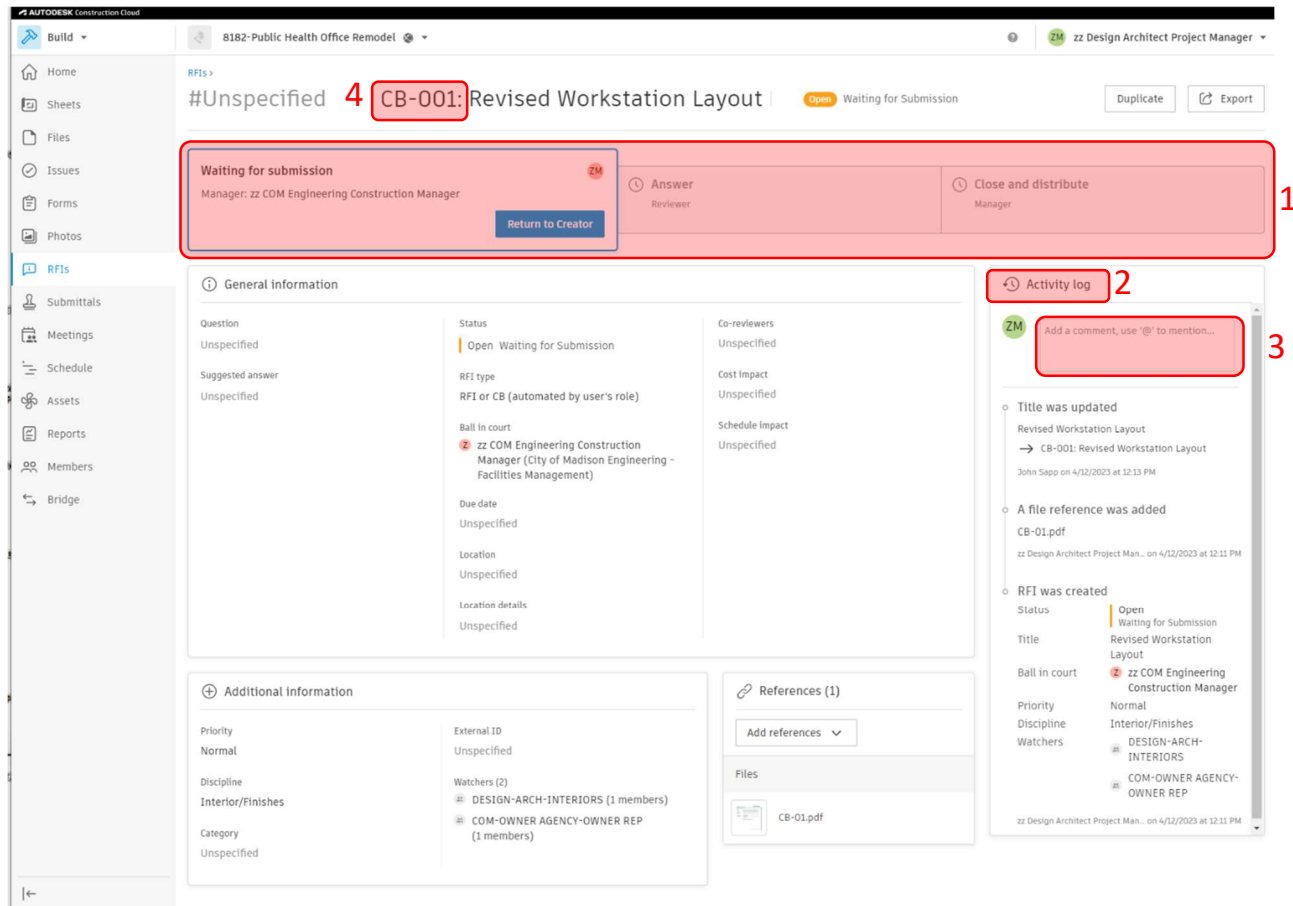 AUTODESK Construction Cloud
Build
8182-Public Health Office Remodel
ZM zz Design Architect Project Manager
Home
Sheets
Files
Issues
Forms
Photos
RFIs
Submittals
Meetings
Schedule
Assets
Reports
Members
Bridge
RFIs >
#Unspecified 4 CB-001: Revised Workstation Layout Open Waiting for Submission
Duplicate Export
Waiting for submission ZM
Manager: zz COM Engineering Construction Manager
Return to Creator
Answer
Reviewer
Close and distribute
Manager
1
General information
Question
Unspecified
Suggested answer
Unspecified
Status
Open Waiting for Submission
RFI type
RFI or CB (automated by user's role)
Ball in court
Z zz COM Engineering Construction
Manager (City of Madison Engineering -
Facilities Management)
Due date
Unspecified
Location
Unspecified
Location details
Unspecified
Co-reviewers
Unspecified
Cost impact
Unspecified
Schedule impact
Unspecified
Additional information
Priority
Normal
Discipline
Interior/Finishes
Category
Unspecified
External ID
Unspecified
Watchers (2)
DESIGN-ARCH-INTERIORS (1 members)
COM-OWNER AGENCY-OWNER REP
(1 members)
References (1)
Add references
Files
CB-01.pdf
Activity log 2
ZM
Add a comment, use '@' to mention...
3
Title was updated
Revised Workstation Layout
→ CB-001: Revised Workstation Layout
John Sapp on 4/12/2023 at 12:13 PM
A file reference was added
CB-01.pdf
zz Design Architect Project Man... on 4/12/2023 at 12:11 PM
RFI was created
Status Open
Waiting for Submission
Title Revised Workstation
Layout
Ball in court Z zz COM Engineering
Construction Manager
Priority Normal
Discipline Interior/Finishes
Watchers DESIGN-ARCH-
INTERIORS
COM-OWNER AGENCY-
OWNER REP
zz Design Architect Project Man... on 4/12/2023 at 12:11 PM